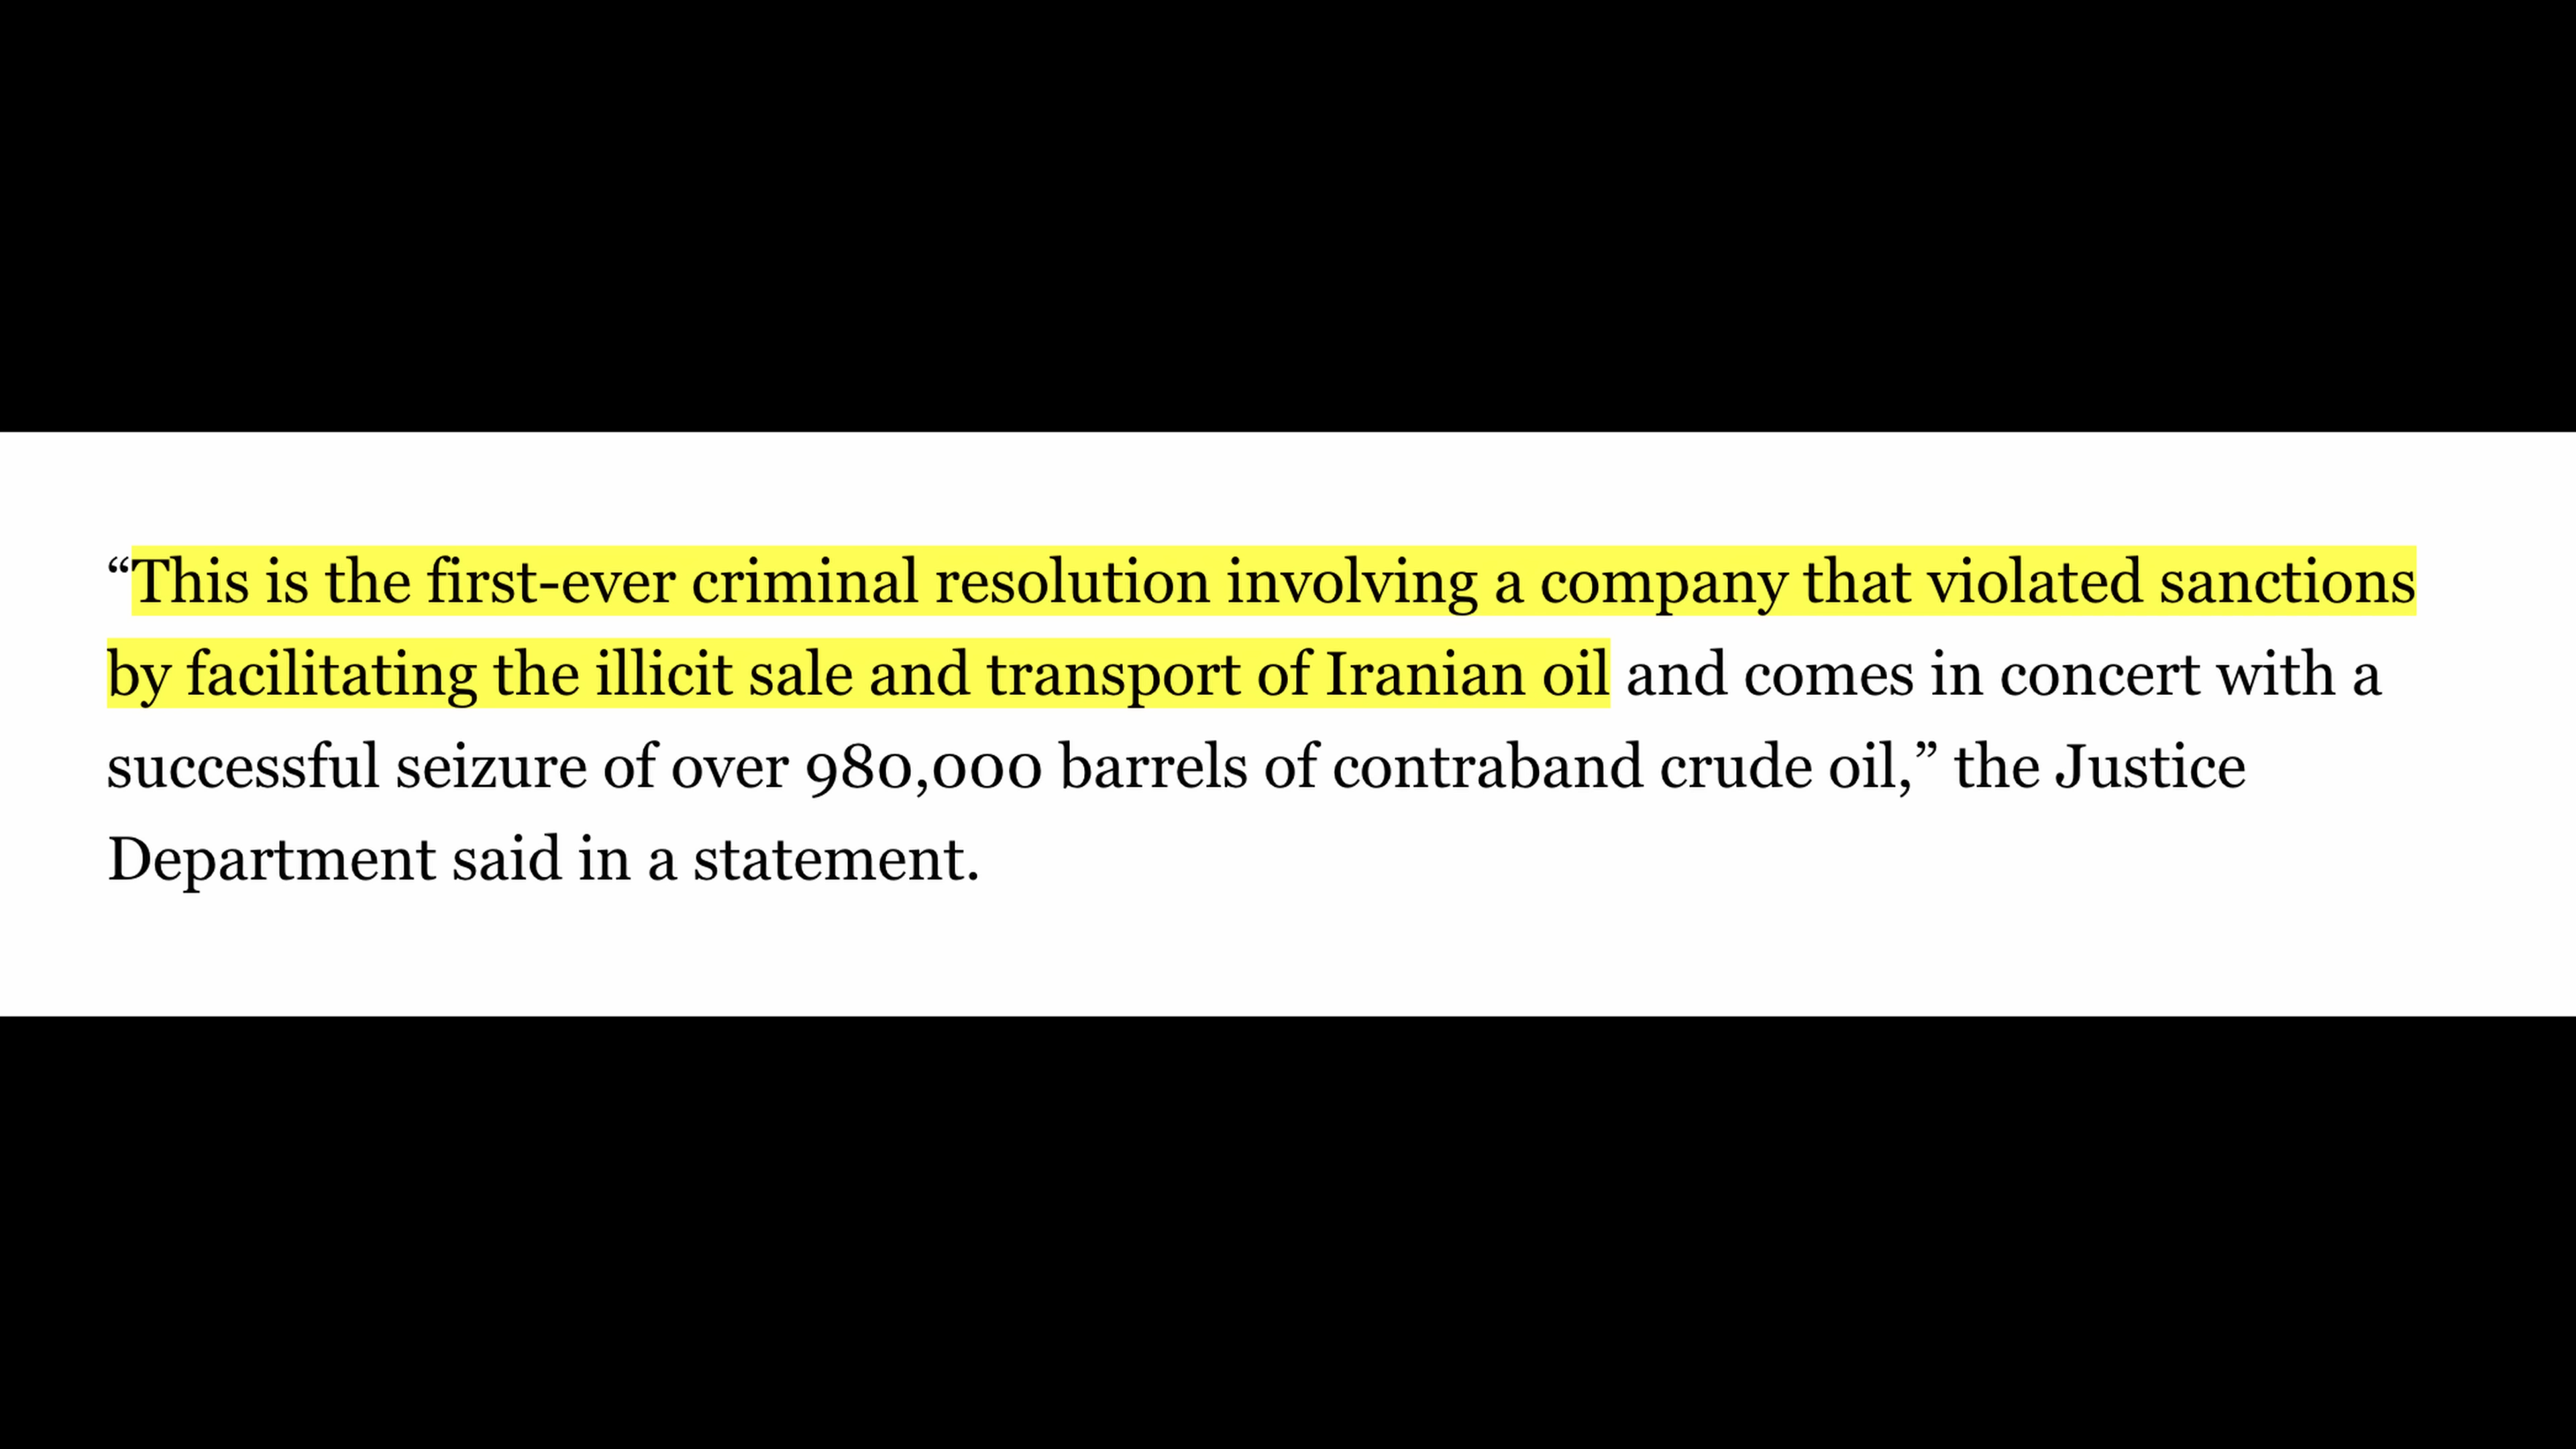 “This is the first-ever criminal resolution involving a company that violated sanctions
by facilitating the illicit sale and transport of Iranian oil and comes in concert with a
successful seizure of over 980,000 barrels of contraband crude oil,” the Justice
Department said in a statement.